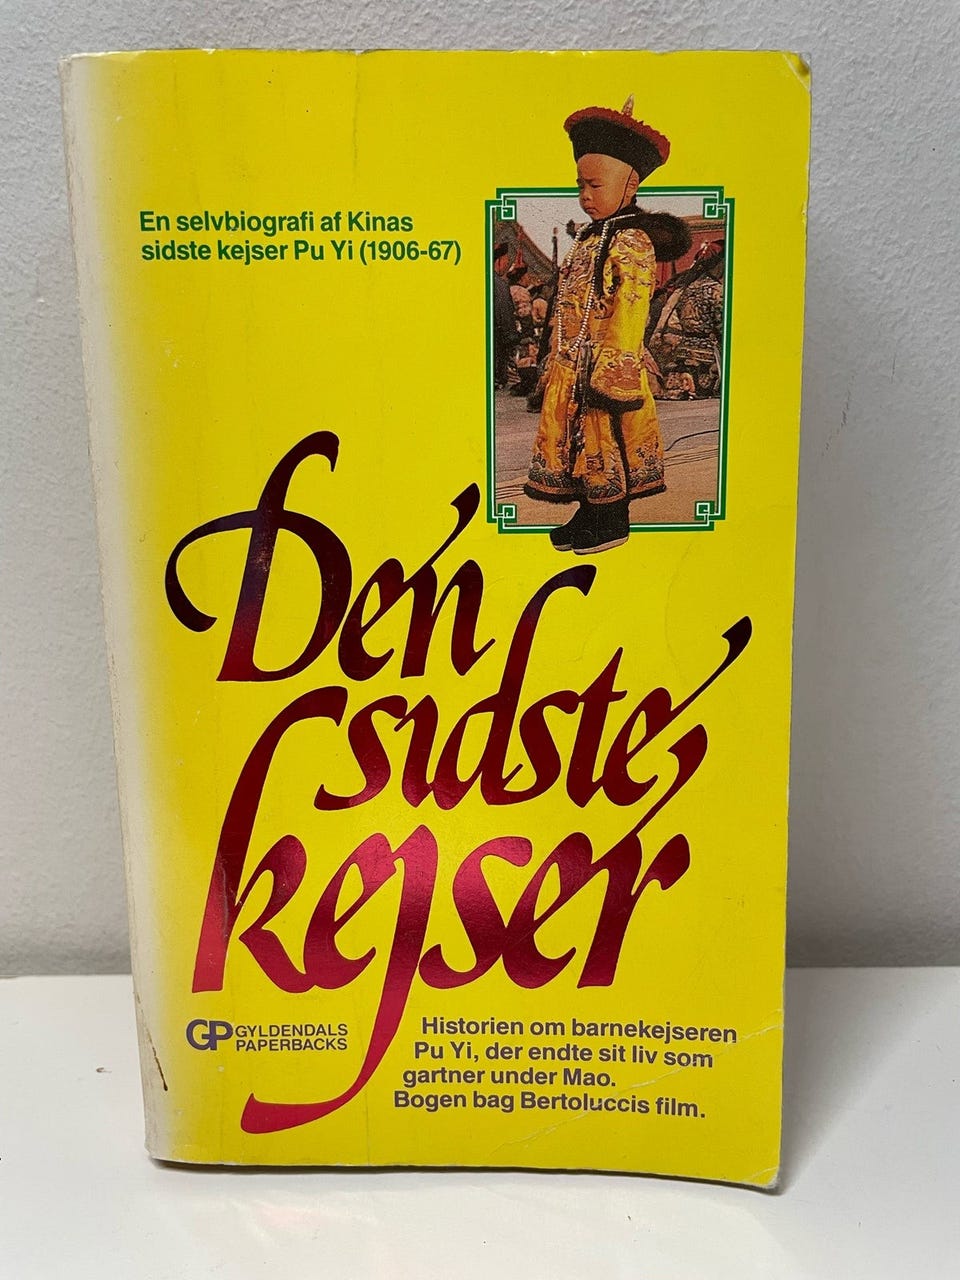 En selvbiografi af Kinas
sidste kejser Pu Yi (1906-67)
Den
sidste
kejser
GP GYLDENDALS
PAPERBACKS
Historien om barnekejseren
Pu Yi, der endte sit liv som
gartner under Mao.
Bogen bag Bertoluccis film.